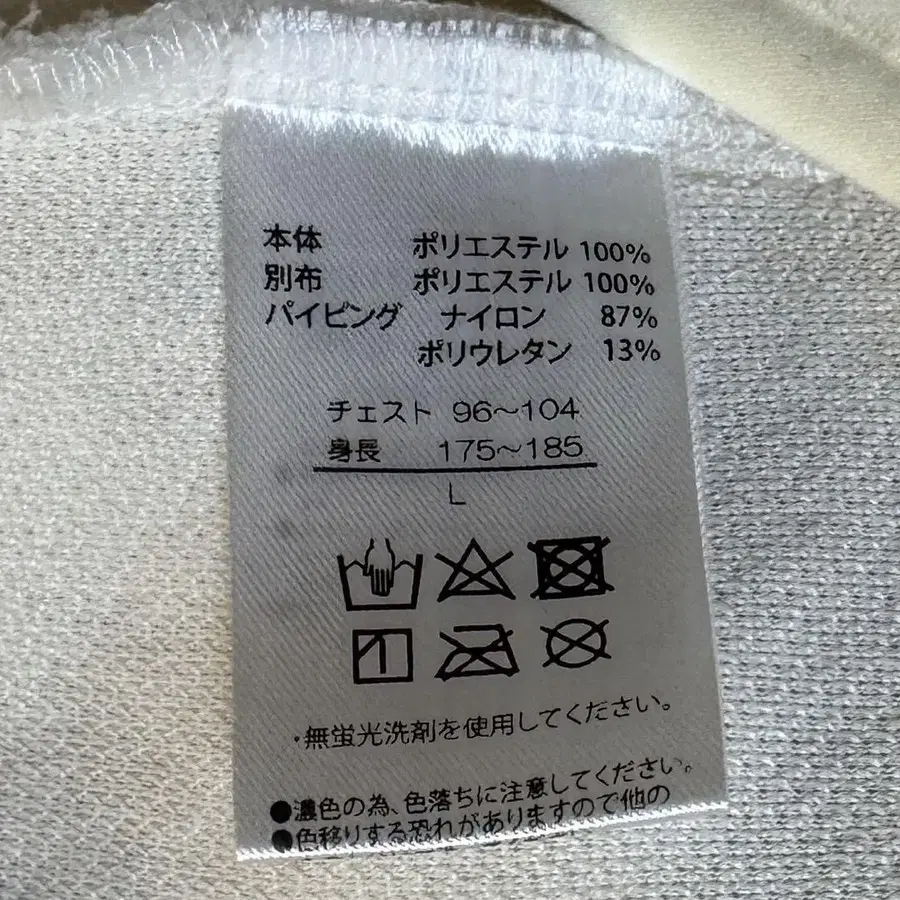 本体 ポリエステル 100%
別布 ポリエステル 100%
パイピング ナイロン 87%
ポリウレタン 13%
チェスト 96〜104
身長 175〜185
L
・無蛍光洗剤を使用してください。
●濃色の為、色落ちに注意してください。
●色移りする恐れがありますので他の